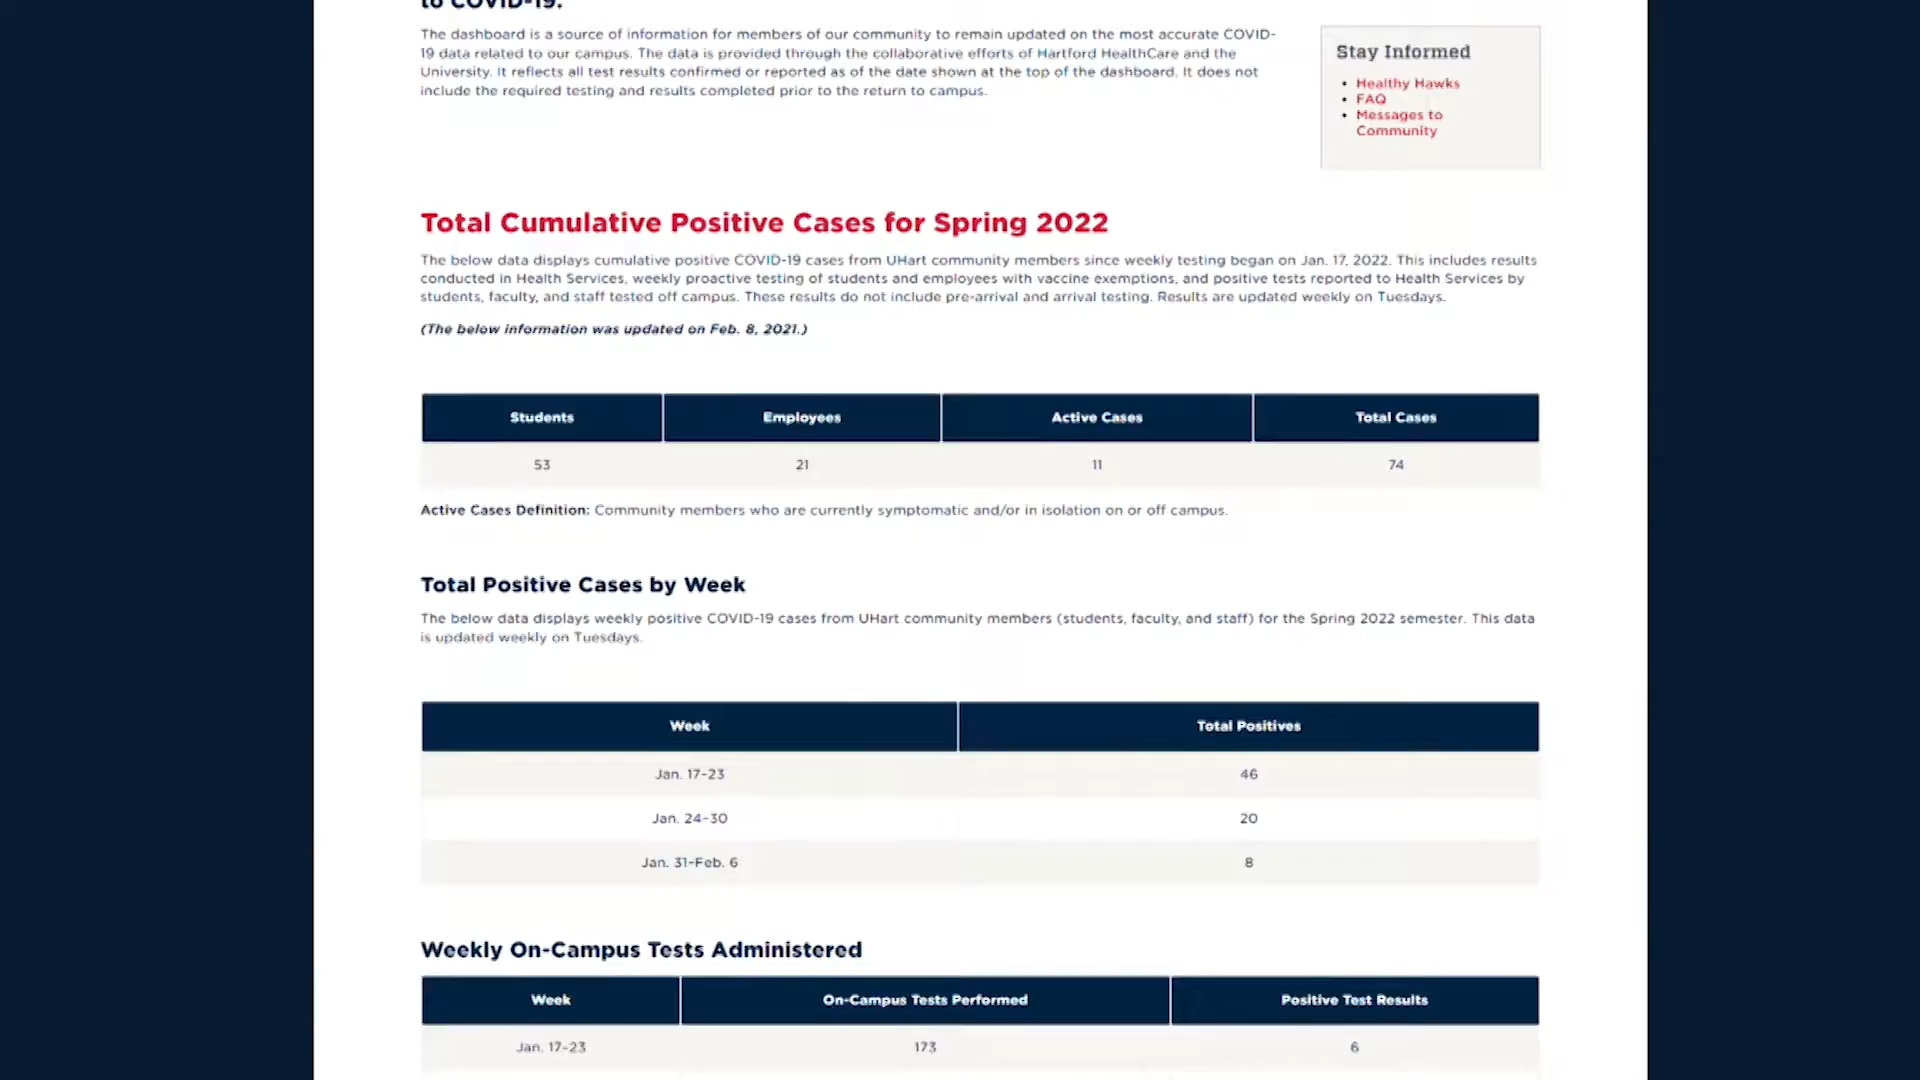 to COVID-19.
The dashboard is a source of information for members of our community to remain updated on the most accurate COVID-
19 data related to our campus. The data is provided through the collaborative efforts of Hartford HealthCare and the
University. It reflects all test results confirmed or reported as of the date shown at the top of the dashboard. It does not
include the required testing and results completed prior to the return to campus.
Stay Informed
• Healthy Hawks
• FAQ
• Messages to
Community
Total Cumulative Positive Cases for Spring 2022
The below data displays cumulative positive COVID-19 cases from UHart community members since weekly testing began on Jan. 17, 2022. This includes results
conducted in Health Services, weekly proactive testing of students and employees with vaccine exemptions, and positive tests reported to Health Services by
students, faculty, and staff tested off campus. These results do not include pre-arrival and arrival testing. Results are updated weekly on Tuesdays.
(The below information was updated on Feb. 8, 2021.)
Students Employees Active Cases Total Cases
53 21 11 74
Active Cases Definition: Community members who are currently symptomatic and/or in isolation on or off campus.
Total Positive Cases by Week
The below data displays weekly positive COVID-19 cases from UHart community members (students, faculty, and staff) for the Spring 2022 semester. This data
is updated weekly on Tuesdays.
Week Total Positives
Jan. 17-23 46
Jan. 24-30 20
Jan. 31-Feb. 6 8
Weekly On-Campus Tests Administered
Week On-Campus Tests Performed Positive Test Results
Jan. 17-23 173 6